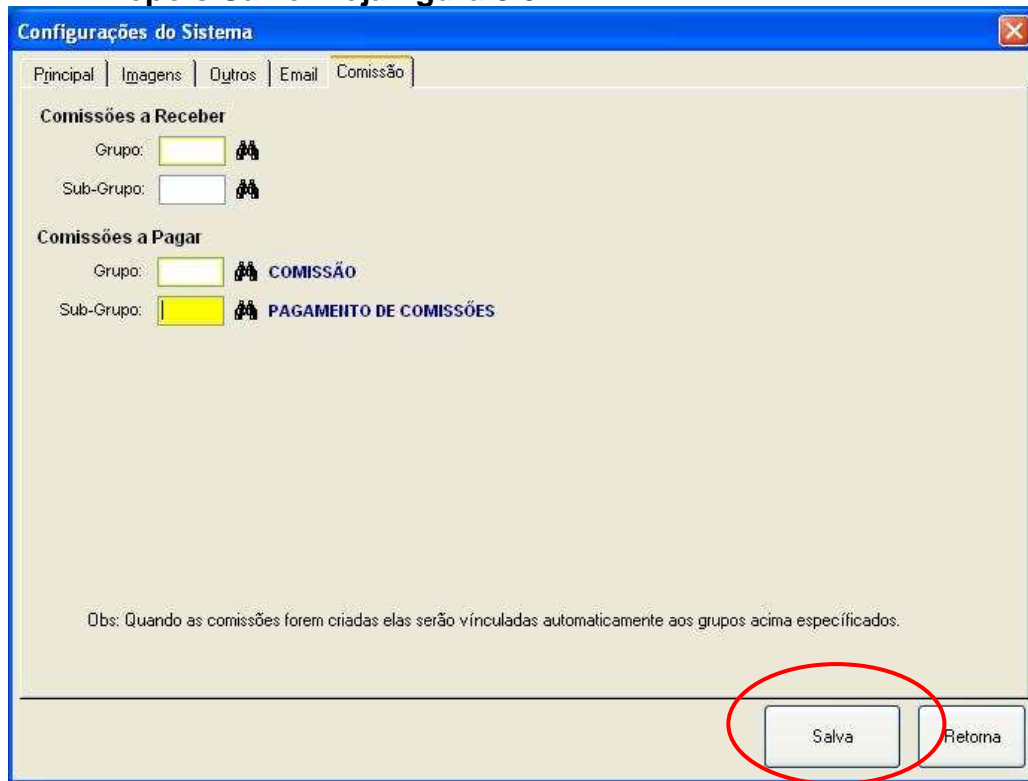 Configurações do Sistema
Principal Imagens Outros Email Comissão
Comissões a Receber
Grupo:
Sub-Grupo:
Comissões a Pagar
Grupo: COMISSÃO
Sub-Grupo: PAGAMENTO DE COMISSÕES
Obs: Quando as comissões forem criadas elas serão vínculadas automaticamente aos grupos acima específicados.
Salva Retorna